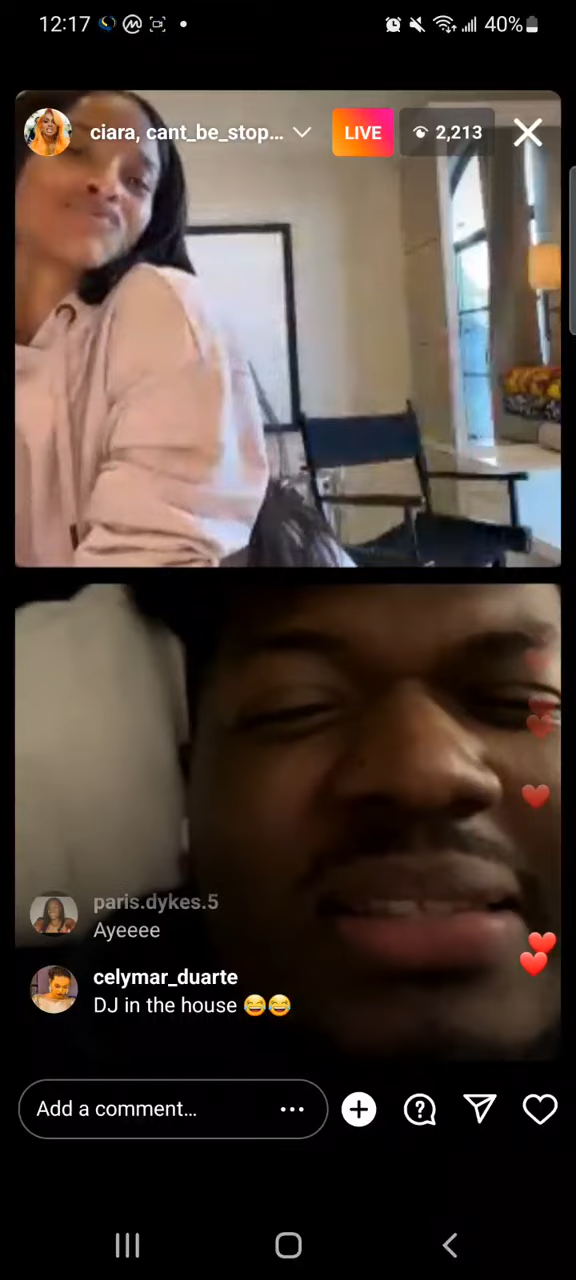 12:17
40%
ciara, cant_be_stop...
LIVE
2,213
paris.dykes.5
Ayeeee
celymar_duarte
DJ in the house 😂😂
Add a comment...